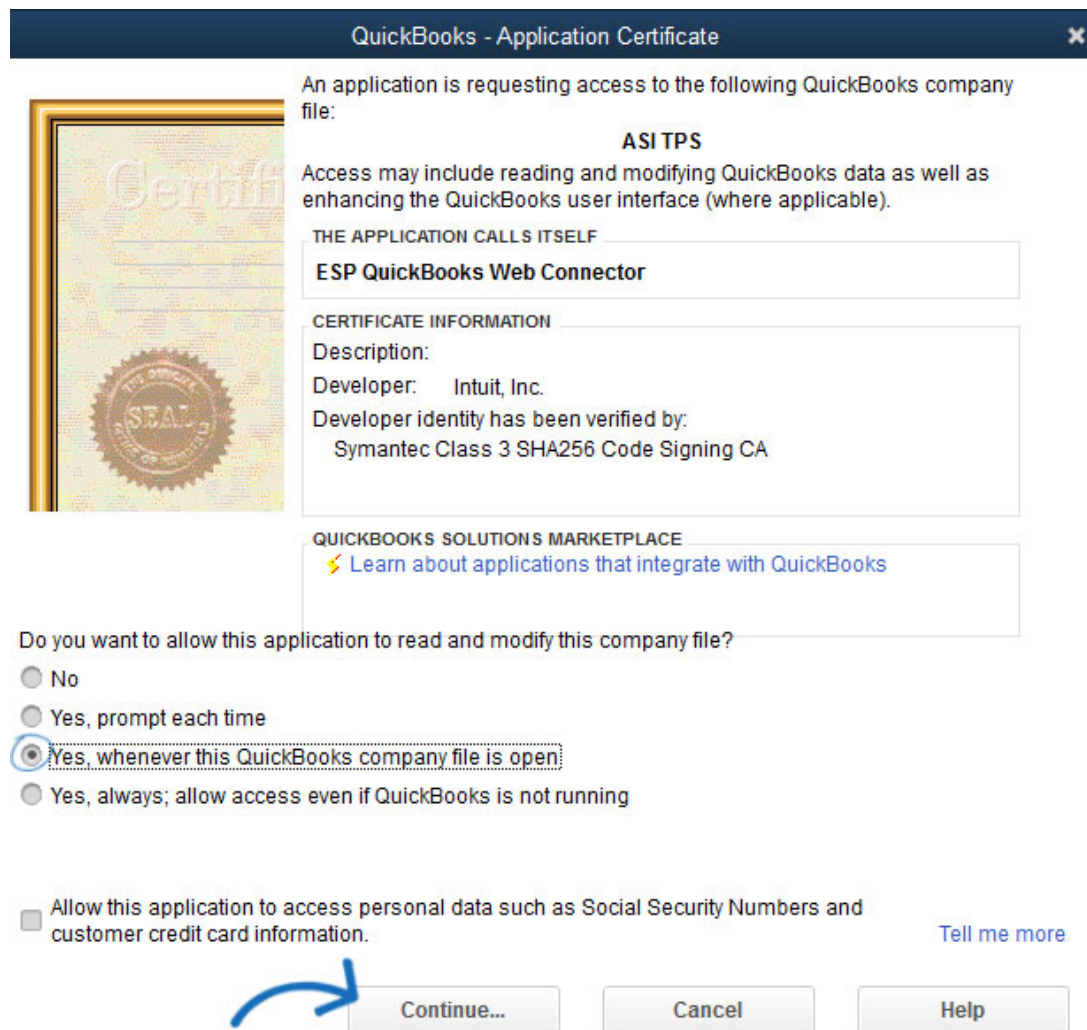 QuickBooks - Application Certificate
An application is requesting access to the following QuickBooks company
file:
ASI TPS
Access may include reading and modifying QuickBooks data as well as
enhancing the QuickBooks user interface (where applicable).
THE APPLICATION CALLS ITSELF
ESP QuickBooks Web Connector
CERTIFICATE INFORMATION
Description:
Developer: Intuit, Inc.
Developer identity has been verified by:
Symantec Class 3 SHA256 Code Signing CA
QUICKBOOKS SOLUTIONS MARKETPLACE
Learn about applications that integrate with QuickBooks
Certifi
SEAL
Do you want to allow this application to read and modify this company file?
No
Yes, prompt each time
Yes, whenever this QuickBooks company file is open
Yes, always; allow access even if QuickBooks is not running
Allow this application to access personal data such as Social Security Numbers and
customer credit card information.
Tell me more
Continue...
Cancel
Help